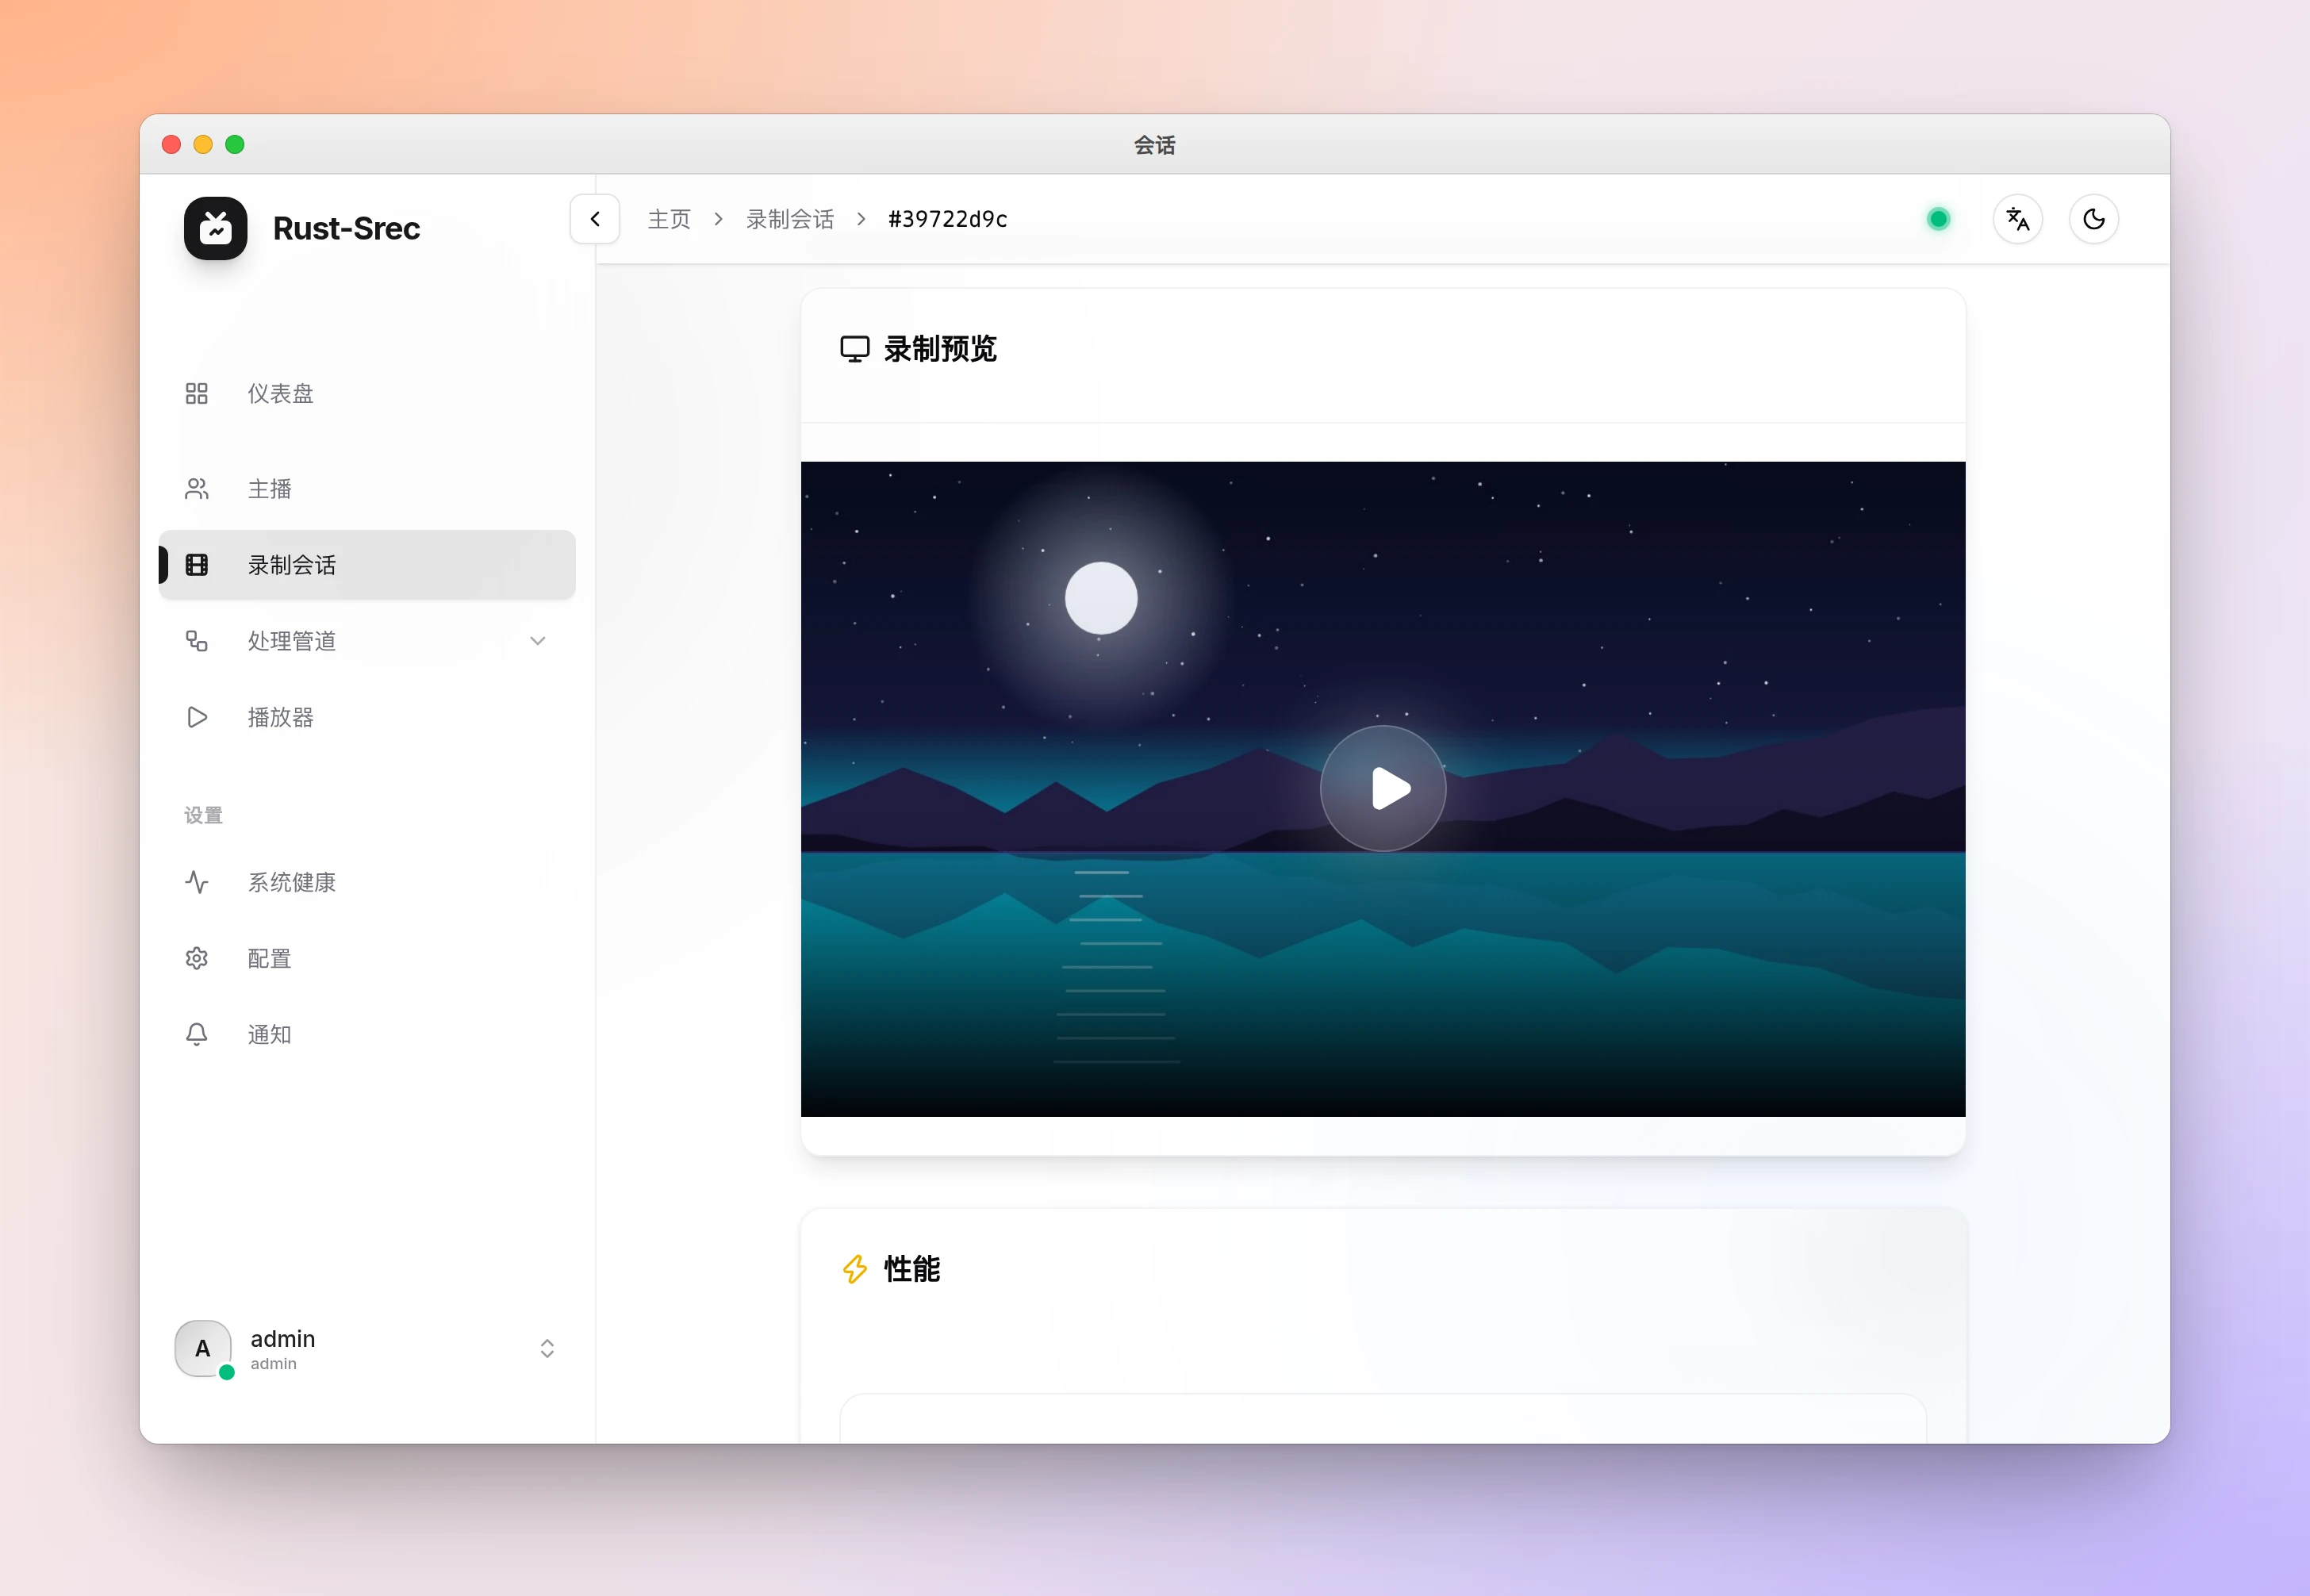 会话
Rust-Srec
主页
录制会话
#39722d9c
仪表盘
主播
录制会话
处理管道
播放器
设置
系统健康
配置
通知
A
admin
admin
录制预览
性能